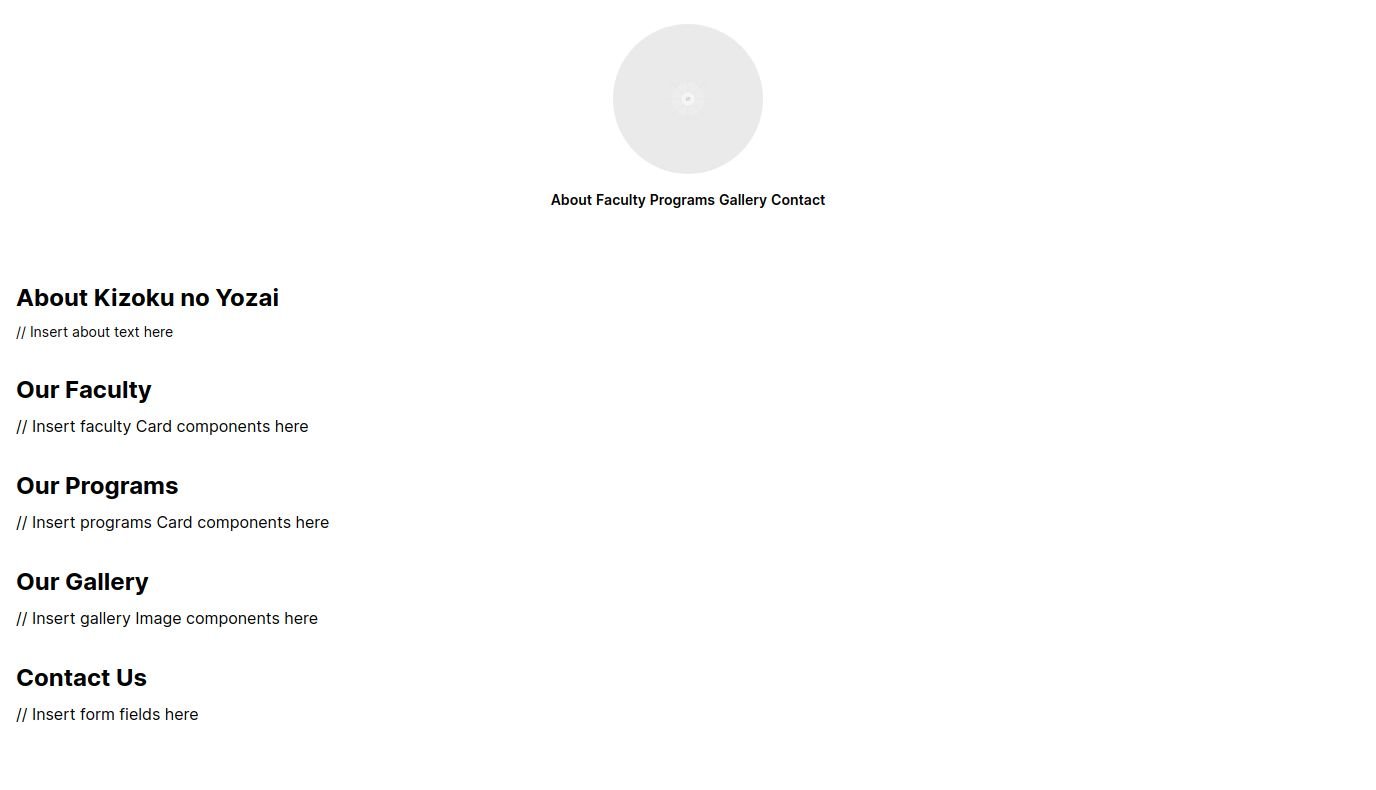 About Faculty Programs Gallery Contact
About Kizoku no Yozai
// Insert about text here
Our Faculty
// Insert faculty Card components here
Our Programs
// Insert programs Card components here
Our Gallery
// Insert gallery Image components here
Contact Us
// Insert form fields here